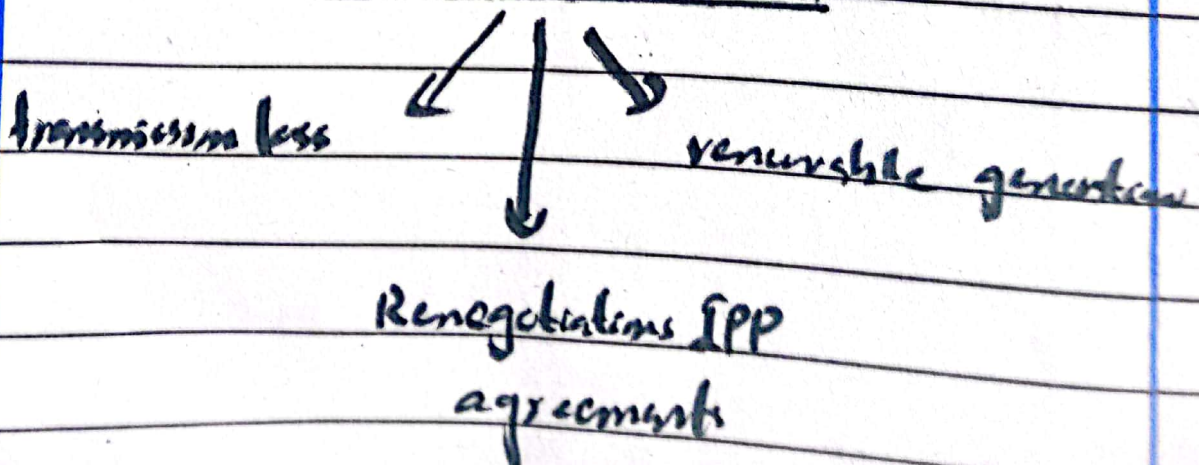 transmission loss
renewable generation
Renegotiations IPP
agreements